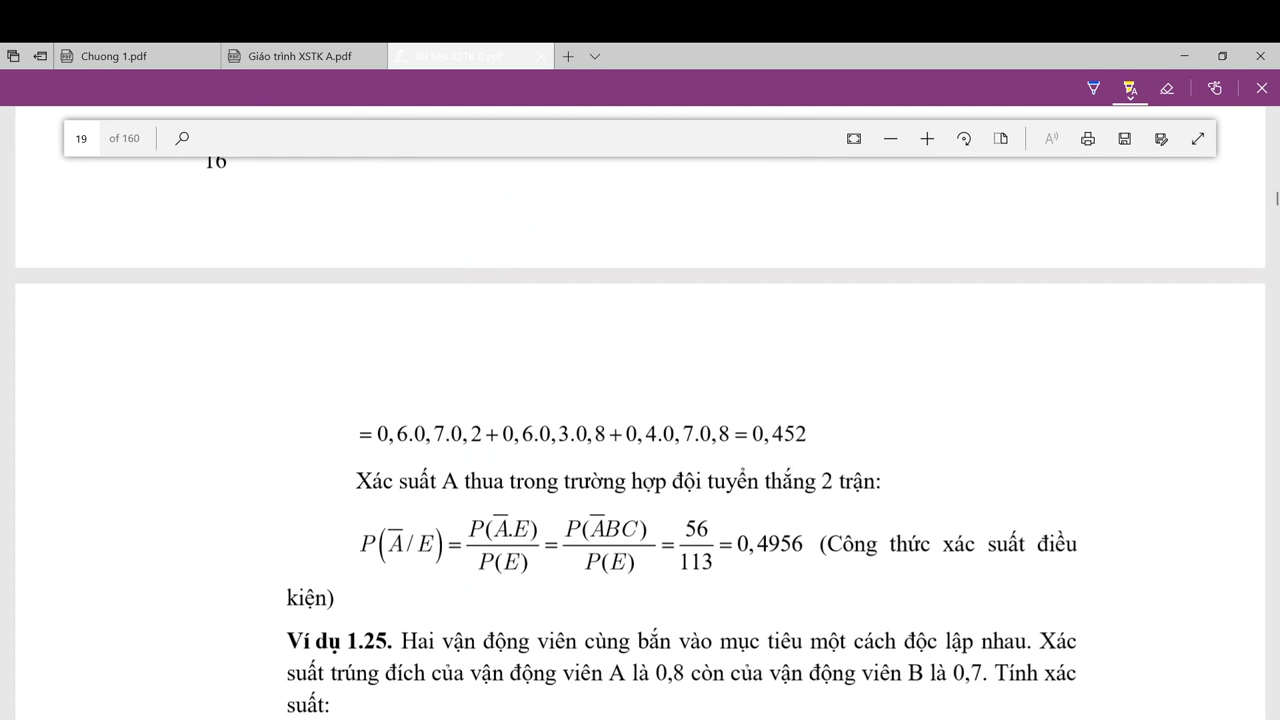 Chuong 1.pdf
Giáo trình XSTK A.pdf
Tài liệu XSTK B.pdf
19 of 160
16
= 0,6.0,7.0,2 + 0,6.0,3.0,8 + 0,4.0,7.0,8 = 0,452
Xác suất A thua trong trường hợp đội tuyển thắng 2 trận:
P(A̅/E) = P(A̅.E)/P(E) = P(A̅BC)/P(E) = 56/113 = 0,4956 (Công thức xác suất điều
kiện)
Ví dụ 1.25. Hai vận động viên cùng bắn vào mục tiêu một cách độc lập nhau. Xác
suất trúng đích của vận động viên A là 0,8 còn của vận động viên B là 0,7. Tính xác
suất: